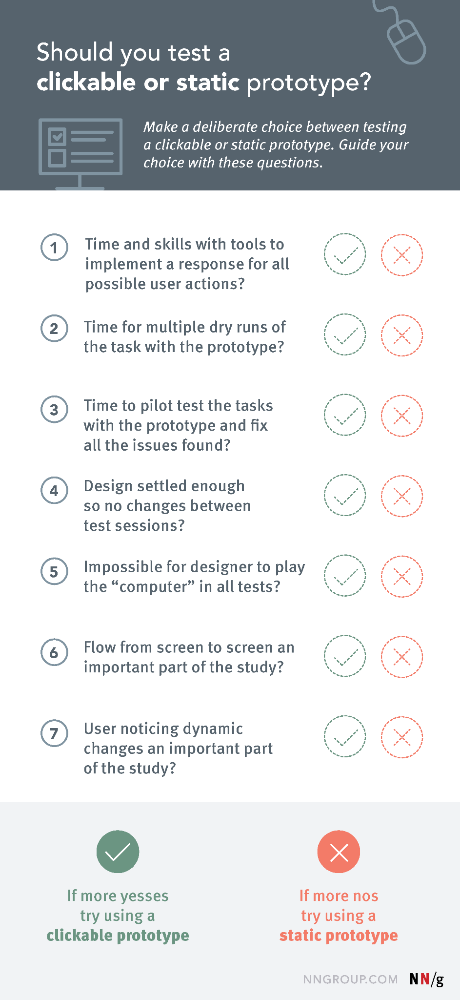 Should you test a
clickable or static prototype?
Make a deliberate choice between testing
a clickable or static prototype. Guide your
choice with these questions.
1
Time and skills with tools to
implement a response for all
possible user actions?
2
Time for multiple dry runs of
the task with the prototype?
3
Time to pilot test the tasks
with the prototype and fix
all the issues found?
4
Design settled enough
so no changes between
test sessions?
5
Impossible for designer to play
the “computer” in all tests?
6
Flow from screen to screen an
important part of the study?
7
User noticing dynamic
changes an important part
of the study?
If more yesses
try using a
clickable prototype
If more nos
try using a
static prototype
NNGROUP.COM NN/g